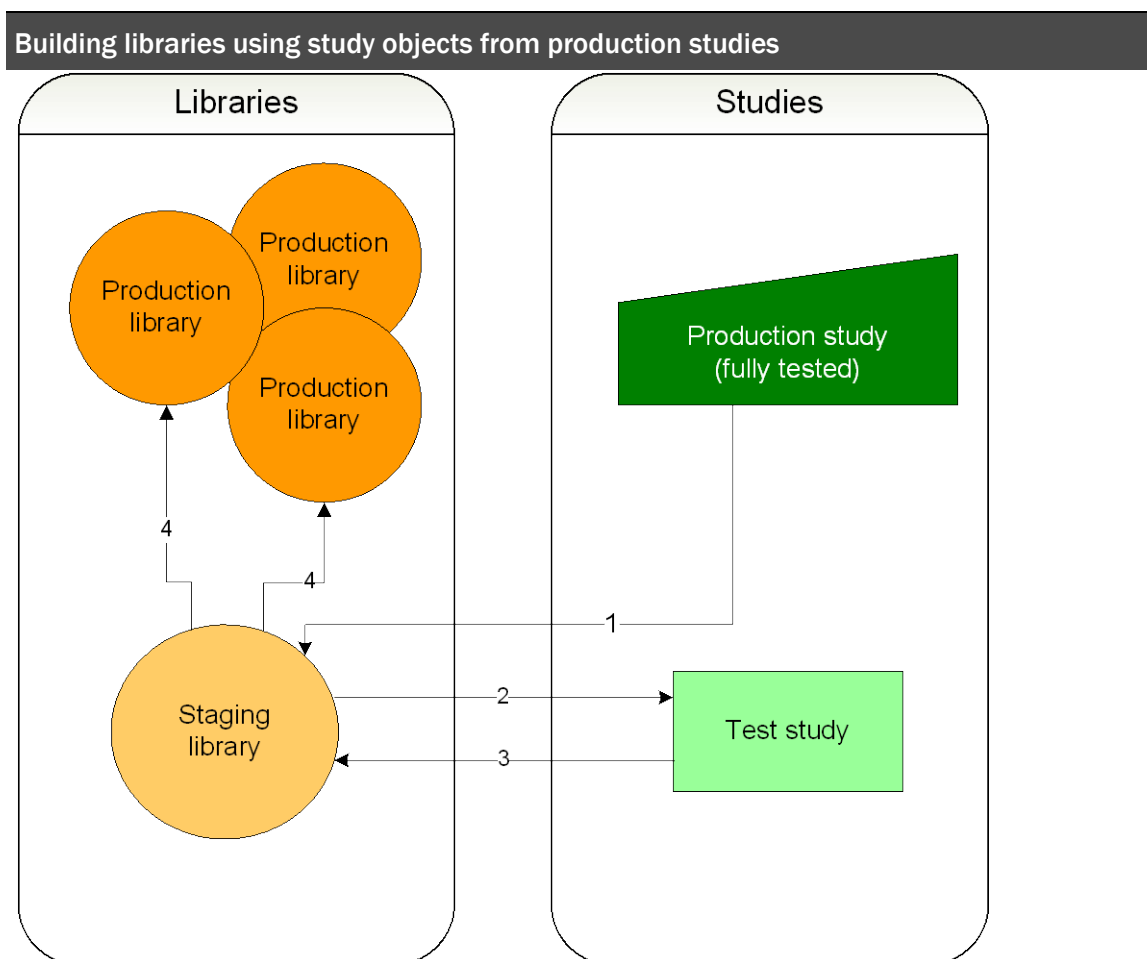 Building libraries using study objects from production studies
Libraries
Studies
Production
library
Production
library
Production
library
Production study
(fully tested)
4
4
1
2
3
Staging
library
Test study